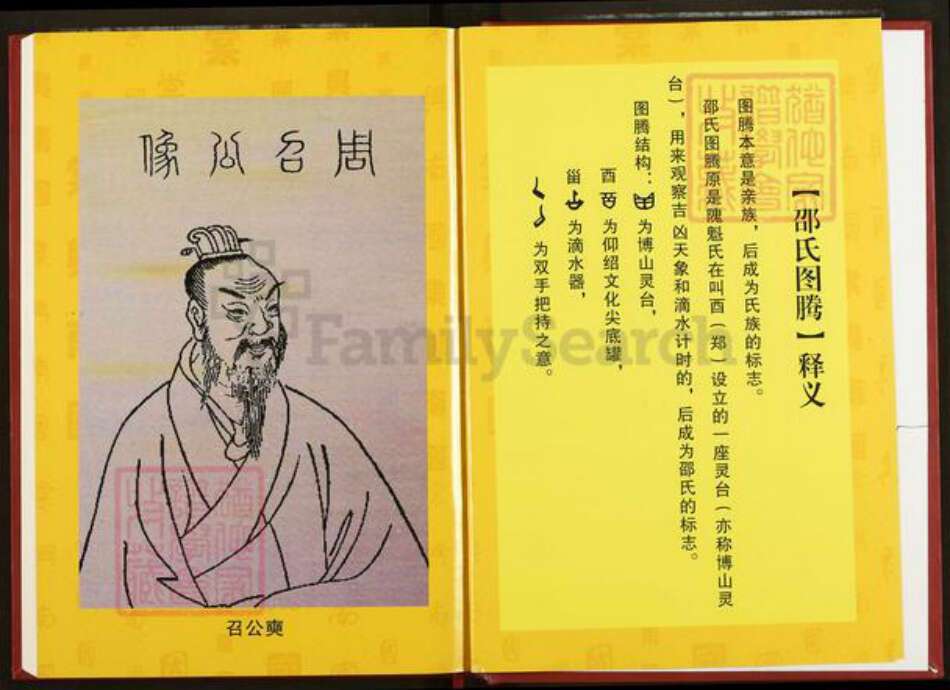 周召公像
召公奭
【邵氏图腾】释义
图腾本意是亲族，后成为氏族的标志。
邵氏图腾原是隗魁氏在叫酉（郑）设立的一座灵台（亦称博山灵
台），用来观察吉凶天象和滴水计时的，后成为邵氏的标志。
图腾结构：为博山灵台，
酉 为仰绍文化尖底罐，
甾 为滴水器，
为双手把持之意。
FamilySearch